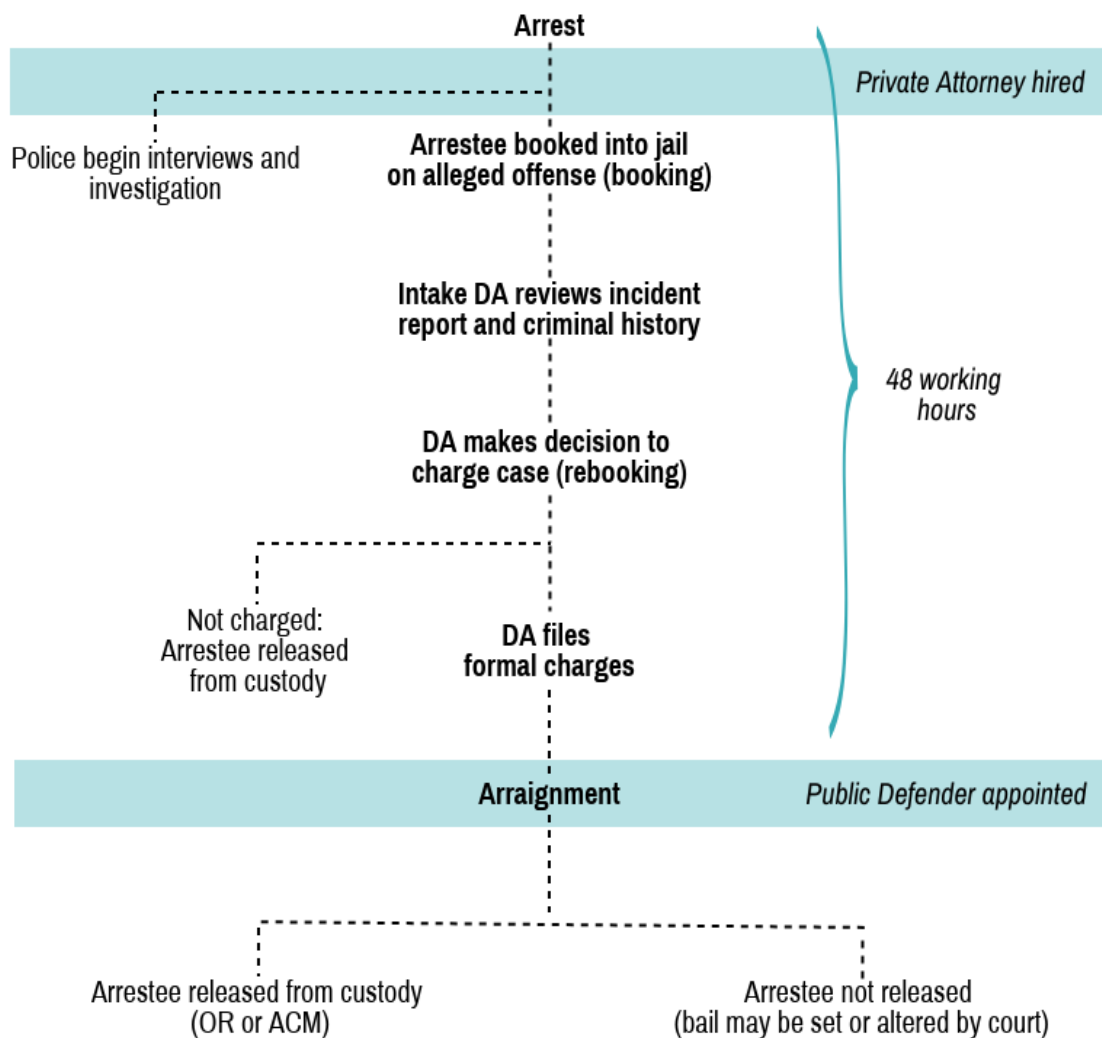 Arrest
Private Attorney hired
Police begin interviews and
investigation
Arrestee booked into jail
on alleged offense (booking)
Intake DA reviews incident
report and criminal history
48 working
hours
DA makes decision to
charge case (rebooking)
Not charged:
Arrestee released
from custody
DA files
formal charges
Arraignment
Public Defender appointed
Arrestee released from custody
(OR or ACM)
Arrestee not released
(bail may be set or altered by court)